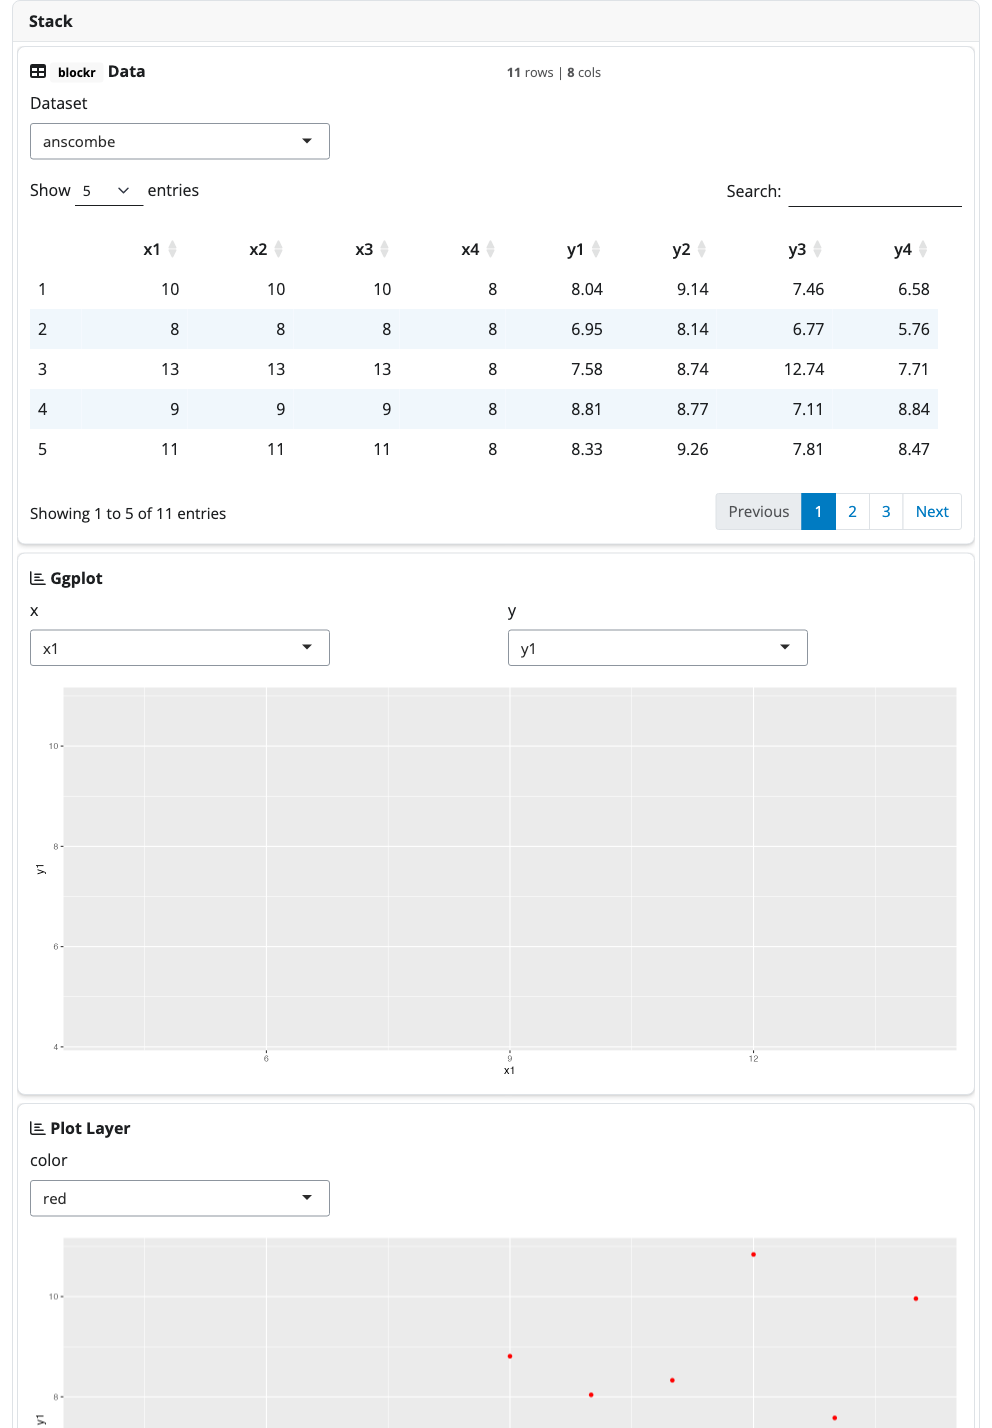 Stack
blockr Data 11 rows | 8 cols
Dataset
anscombe
Show 5 entries Search:
x1 x2 x3 x4 y1 y2 y3 y4
1 10 10 10 8 8.04 9.14 7.46 6.58
2 8 8 8 8 6.95 8.14 6.77 5.76
3 13 13 13 8 7.58 8.74 12.74 7.71
4 9 9 9 8 8.81 8.77 7.11 8.84
5 11 11 11 8 8.33 9.26 7.81 8.47
Showing 1 to 5 of 11 entries Previous 1 2 3 Next
Ggplot
x y
x1 y1
10
8
y1
6
4
6 9 12
x1
Plot Layer
color
red
10
8
y1